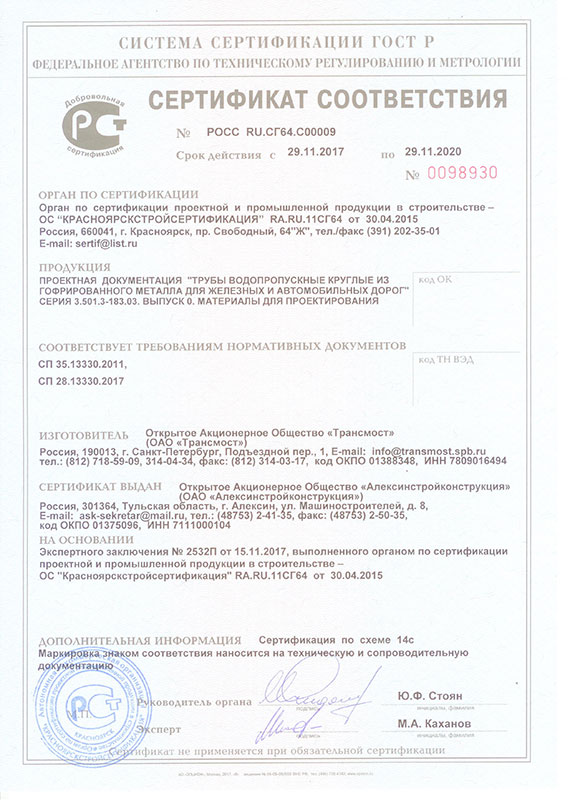 СИСТЕМА СЕРТИФИКАЦИИ ГОСТ Р
ФЕДЕРАЛЬНОЕ АГЕНТСТВО ПО ТЕХНИЧЕСКОМУ РЕГУЛИРОВАНИЮ И МЕТРОЛОГИИ
Добровольная
сертификация
СЕРТИФИКАТ СООТВЕТСТВИЯ
№ РОСС RU.СГ64.С00009
Срок действия с 29.11.2017 по 29.11.2020
№ 0098930
ОРГАН ПО СЕРТИФИКАЦИИ
Орган по сертификации проектной и промышленной продукции в строительстве –
ОС "КРАСНОЯРСКСТРОЙСЕРТИФИКАЦИЯ" RA.RU.11СГ64 от 30.04.2015
Россия, 660041, г. Красноярск, пр. Свободный, 64"Ж", тел./факс (391) 202-35-01
E-mail: sertif@list.ru
ПРОДУКЦИЯ
ПРОЕКТНАЯ ДОКУМЕНТАЦИЯ "ТРУБЫ ВОДОПРОПУСКНЫЕ КРУГЛЫЕ ИЗ
ГОФРИРОВАННОГО МЕТАЛЛА ДЛЯ ЖЕЛЕЗНЫХ И АВТОМОБИЛЬНЫХ ДОРОГ"
СЕРИЯ 3.501.3-183.03. ВЫПУСК 0. МАТЕРИАЛЫ ДЛЯ ПРОЕКТИРОВАНИЯ
код ОК
СООТВЕТСТВУЕТ ТРЕБОВАНИЯМ НОРМАТИВНЫХ ДОКУМЕНТОВ
код ТН ВЭД
СП 35.13330.2011,
СП 28.13330.2017
ИЗГОТОВИТЕЛЬ Открытое Акционерное Общество «Трансмост»
(ОАО «Трансмост»)
Россия, 190013, г. Санкт-Петербург, Подъездной пер., 1, E-mail: info@transmost.spb.ru
тел.: (812) 718-59-09, 314-04-34, факс: (812) 314-03-17, код ОКПО 01388348, ИНН 7809016494
СЕРТИФИКАТ ВЫДАН Открытое Акционерное Общество «Алексинстройконструкция»
(ОАО «Алексинстройконструкция»)
Россия, 301364, Тульская область, г. Алексин, ул. Машиностроителей, д. 8,
E-mail: ask-sekretar@mail.ru, тел.: (48753) 2-41-35, факс: (48753) 2-50-35,
код ОКПО 01375096, ИНН 7111000104
НА ОСНОВАНИИ
Экспертного заключения № 2532П от 15.11.2017, выполненного органом по сертификации
проектной и промышленной продукции в строительстве –
ОС "Красноярскстройсертификация" RA.RU.11СГ64 от 30.04.2015
ДОПОЛНИТЕЛЬНАЯ ИНФОРМАЦИЯ Сертификация по схеме 14с
Маркировка знаком соответствия наносится на техническую и сопроводительную
документацию
Руководитель органа
подпись
Ю.Ф. Стоян
инициалы, фамилия
М.П.
КРАСНОЯРСК
Эксперт
подпись
М.А. Каханов
инициалы, фамилия
Сертификат не применяется при обязательной сертификации